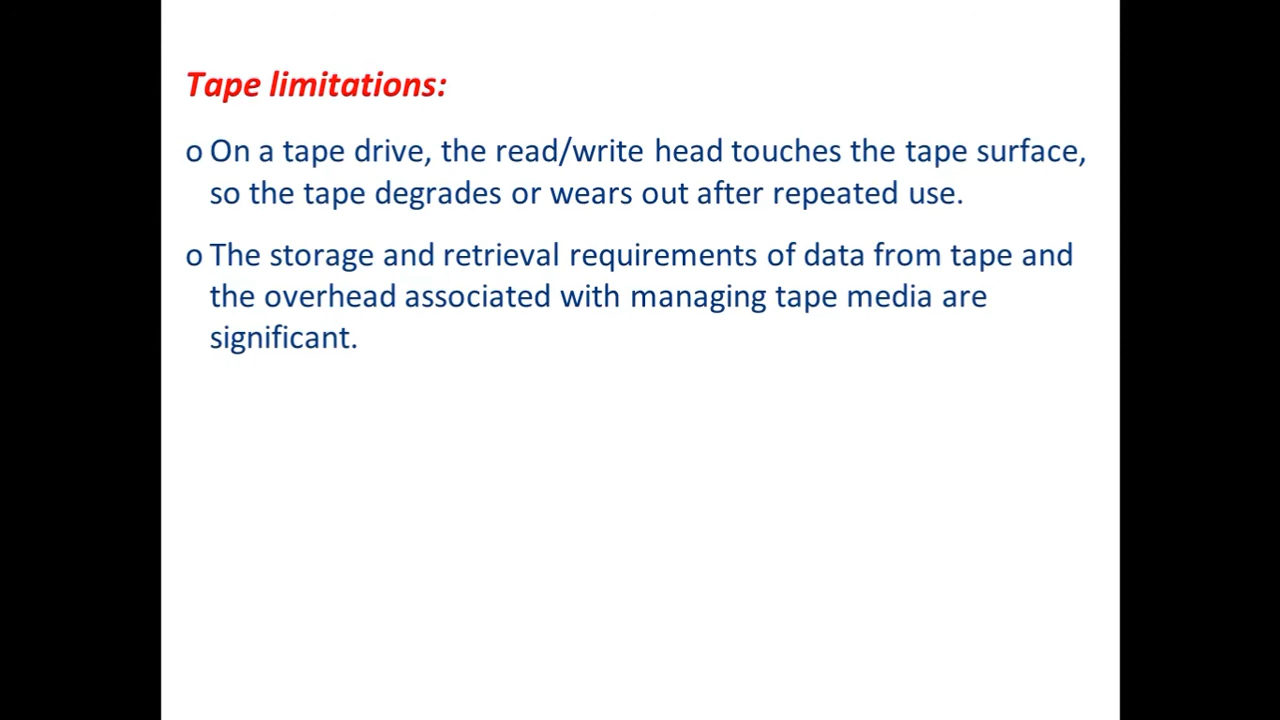 Tape limitations:
o On a tape drive, the read/write head touches the tape surface,
so the tape degrades or wears out after repeated use.
o The storage and retrieval requirements of data from tape and
the overhead associated with managing tape media are
significant.